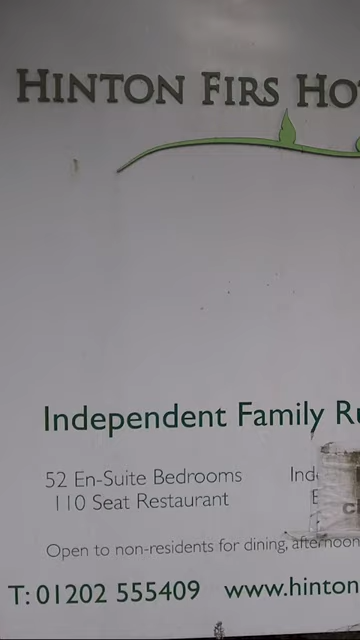 HINTON FIRS HO
Independent Family R
52 En-Suite Bedrooms Ind
110 Seat Restaurant E
Open to non-residents for dining, afternoon
T: 01202 555409 www.hinton